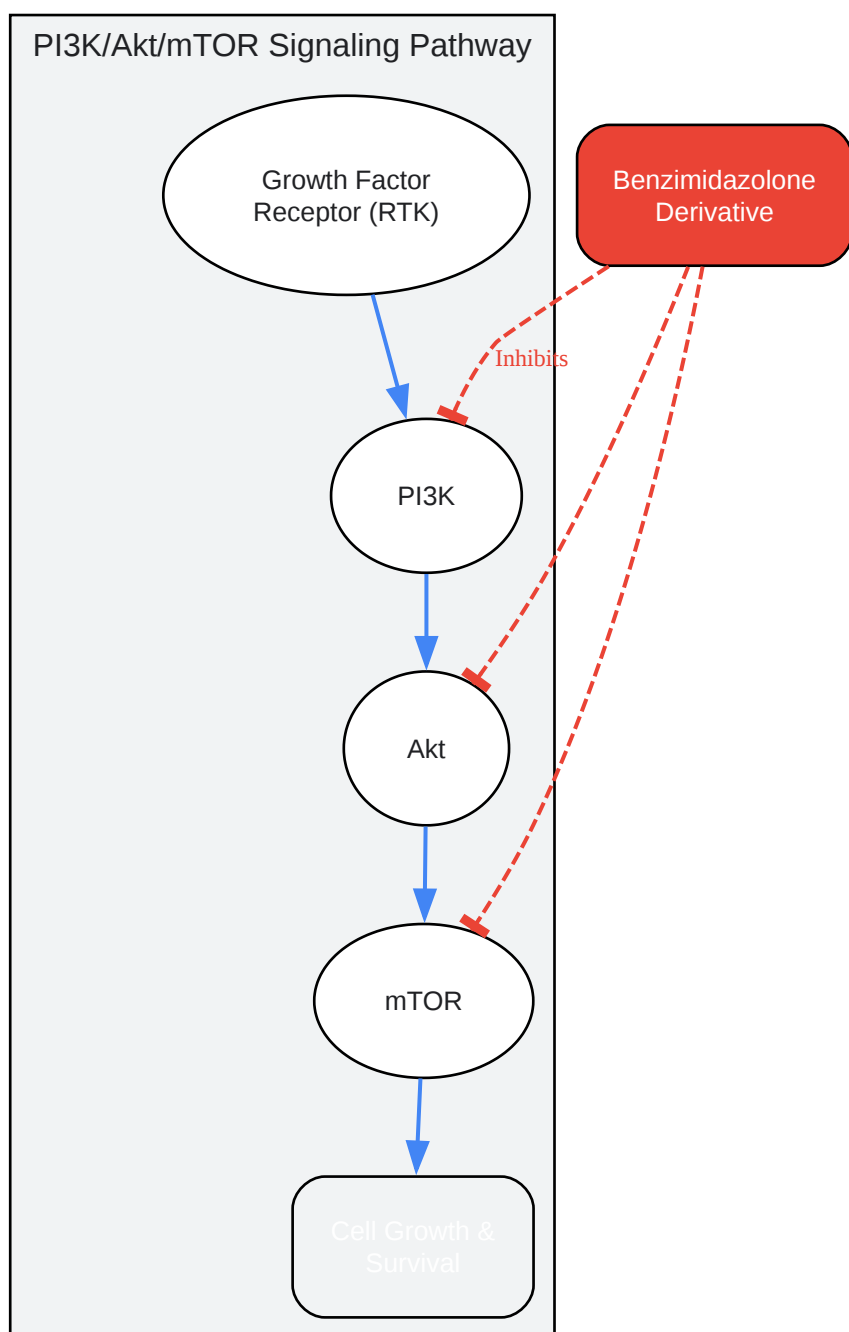 PI3K/Akt/mTOR Signaling Pathway
Growth Factor
Receptor (RTK)
Benzimidazolone
Derivative
Inhibits
PI3K
Akt
mTOR
Cell Growth &
Survival